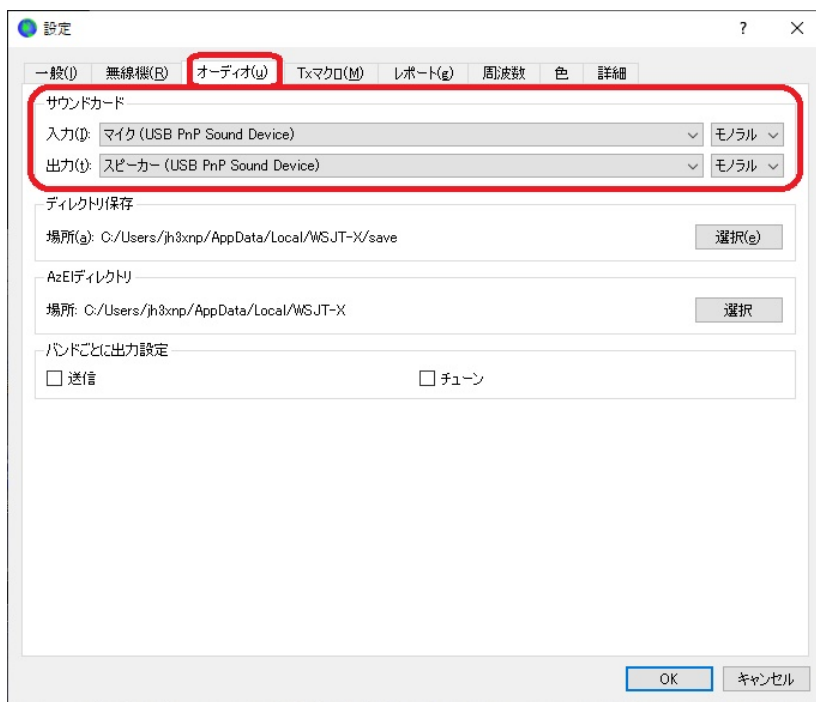 設定 ?
一般(I) 無線機(R) オーディオ(u) Txマクロ(M) レポート(g) 周波数 色 詳細
サウンドカード
入力(I): マイク (USB PnP Sound Device) モノラル
出力(t): スピーカー (USB PnP Sound Device) モノラル
ディレクトリ保存
場所(a): C:/Users/jh3xnp/AppData/Local/WSJT-X/save 選択(e)
AzElディレクトリ
場所: C:/Users/jh3xnp/AppData/Local/WSJT-X 選択
バンドごとに出力設定
送信 チューン
OK キャンセル